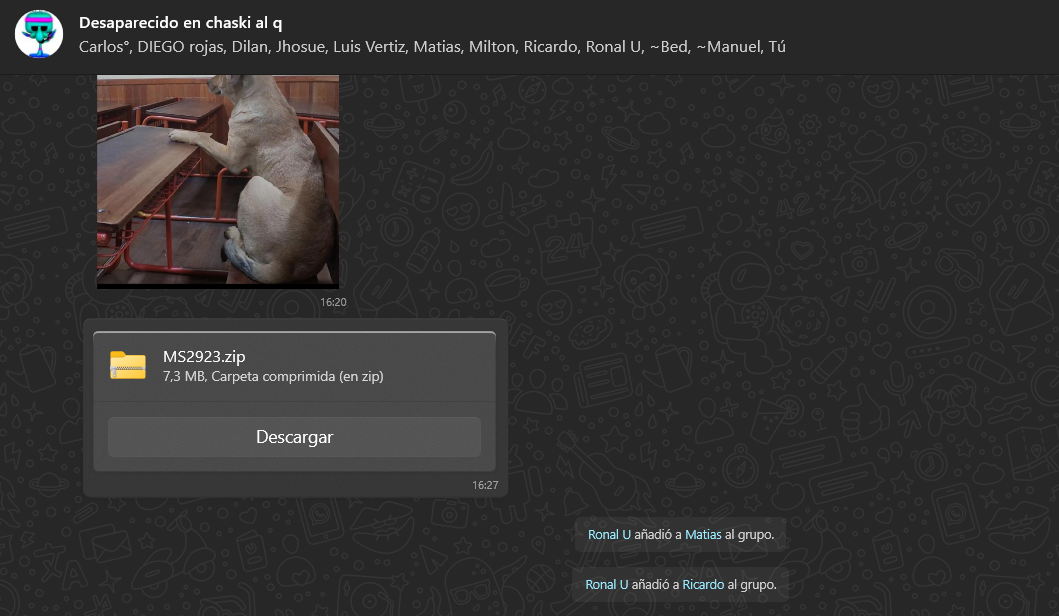 Desaparecido en chaski al q
Carlos°, DIEGO rojas, Dilan, Jhosue, Luis Vertiz, Matias, Milton, Ricardo, Ronal U, ~Bed, ~Manuel, Tú
16:20
MS2923.zip
7,3 MB, Carpeta comprimida (en zip)
Descargar
16:27
Ronal U añadió a Matias al grupo.
Ronal U añadió a Ricardo al grupo.